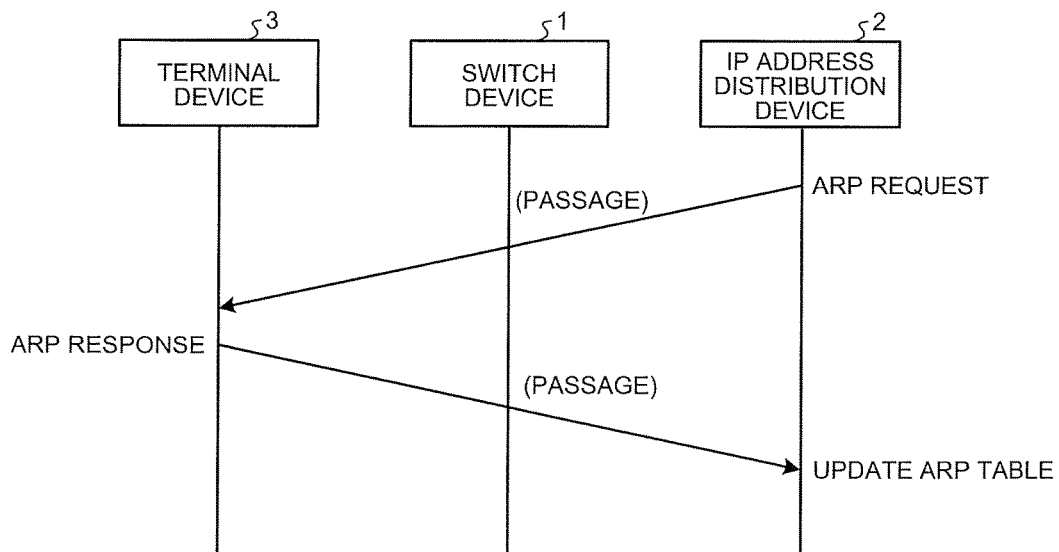 3
1
2
TERMINAL
DEVICE
SWITCH
DEVICE
IP ADDRESS
DISTRIBUTION
DEVICE
ARP REQUEST
(PASSAGE)
ARP RESPONSE
(PASSAGE)
UPDATE ARP TABLE